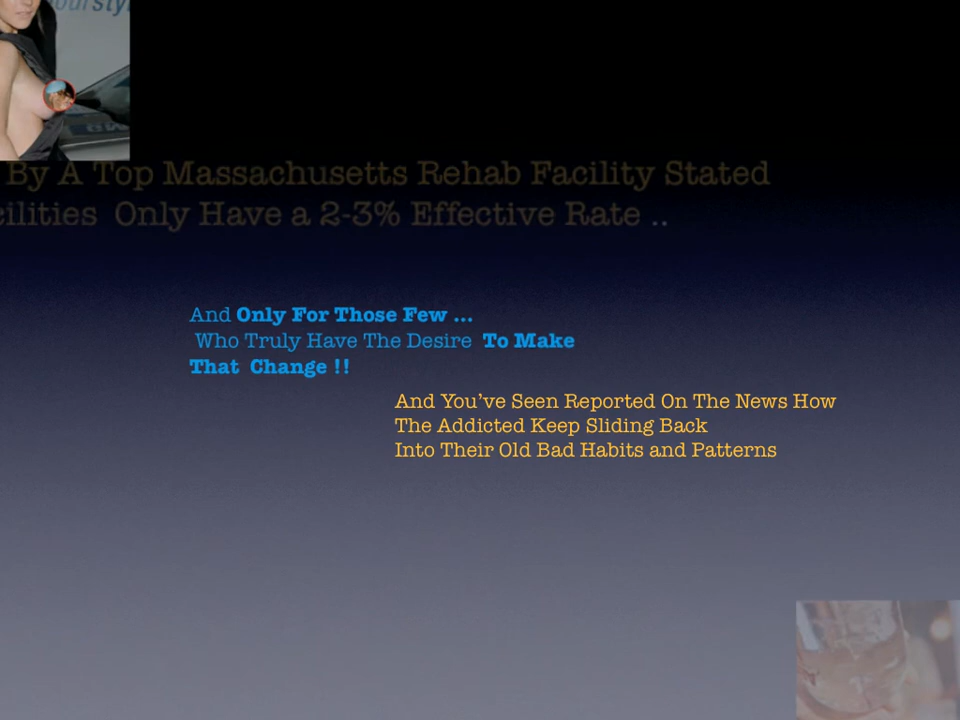 By A Top Massachusetts Rehab Facility Stated
Only Have a 2-3% Effective Rate ..
And Only For Those Few ...
Who Truly Have The Desire To Make
That Change !!
And You've Seen Reported On The News How
The Addicted Keep Sliding Back
Into Their Old Bad Habits and Patterns